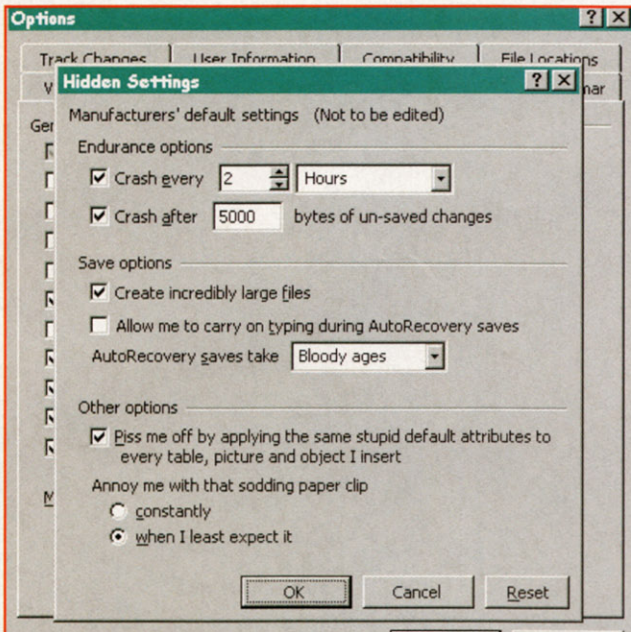 Options
Track Changes User Information Compatibility File Locations
Hidden Settings
Manufacturers' default settings (Not to be edited)
Endurance options
Crash every 2 Hours
Crash after 5000 bytes of un-saved changes
Save options
Create incredibly large files
Allow me to carry on typing during AutoRecovery saves
AutoRecovery saves take Bloody ages
Other options
Piss me off by applying the same stupid default attributes to
every table, picture and object I insert
Annoy me with that sodding paper clip
constantly
when I least expect it
OK Cancel Reset